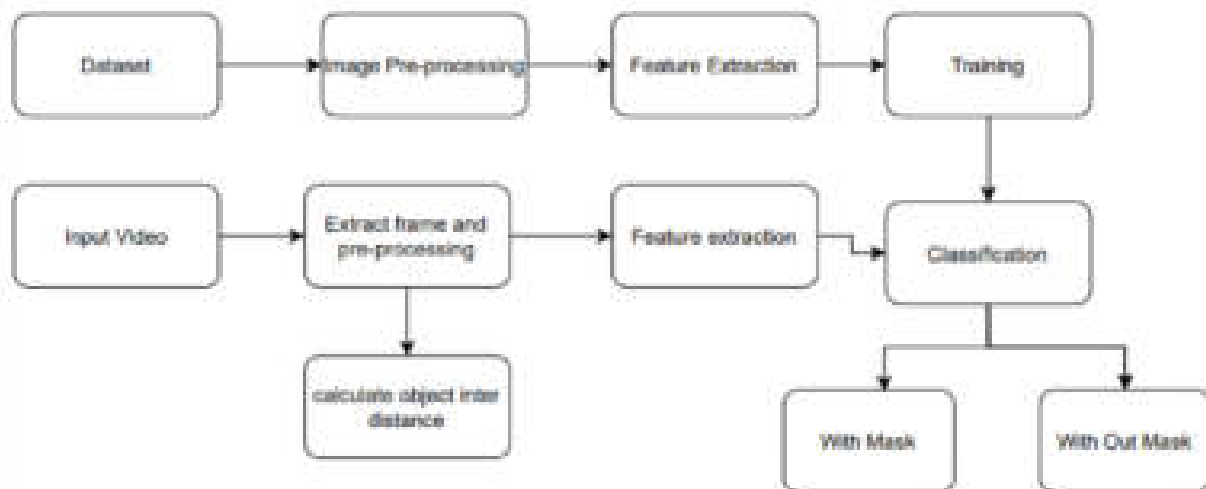 Dataset
Image Pre-processing
Feature Extraction
Training
Input Video
Extract frame and
pre-processing
Feature extraction
Classification
calculate object inter
distance
With Mask
With Out Mask